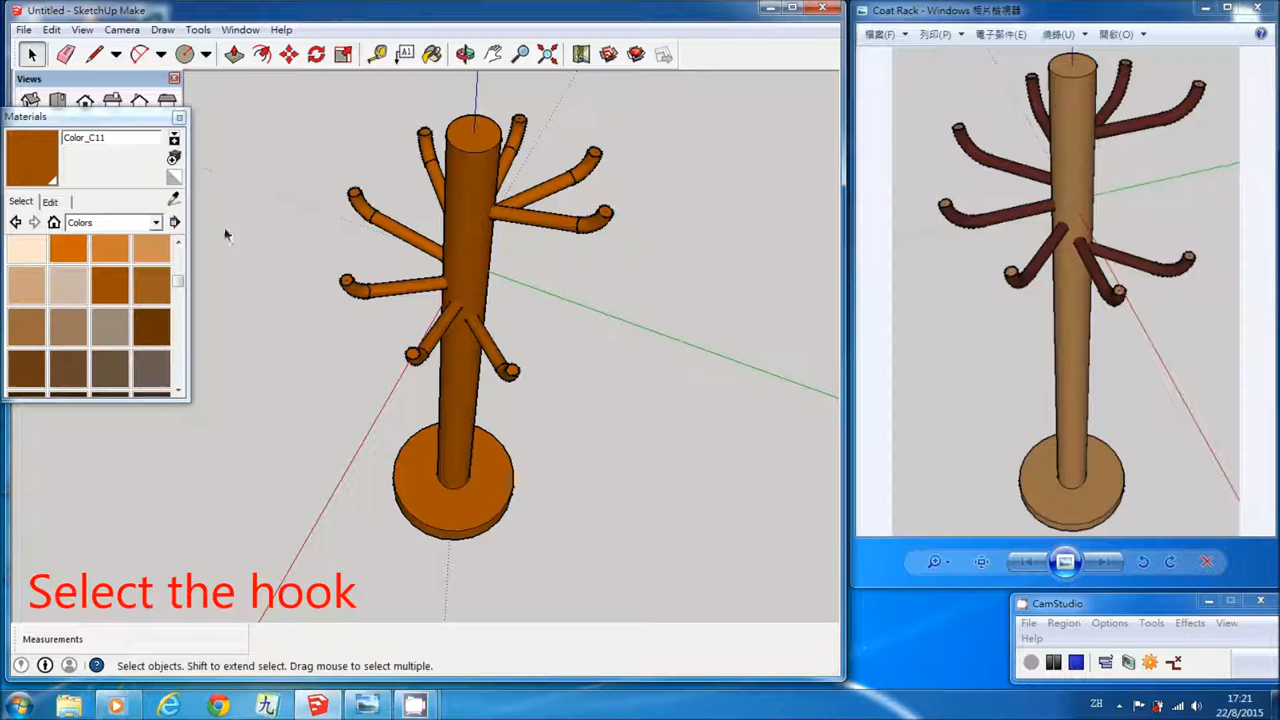 Untitled - SketchUp Make
File Edit View Camera Draw Tools Window Help
A1
Views
Materials
Color_C11
Select Edit
Colors
Select the hook
Measurements
Select objects. Shift to extend select. Drag mouse to select multiple.
Coat Rack - Windows 相片檢視器
檔案(F) 列印(P) 電子郵件(E) 燒錄(U) 開啟(O)
CamStudio
File Region Options Tools Effects View
Help
九
ZH
17:21
22/8/2015